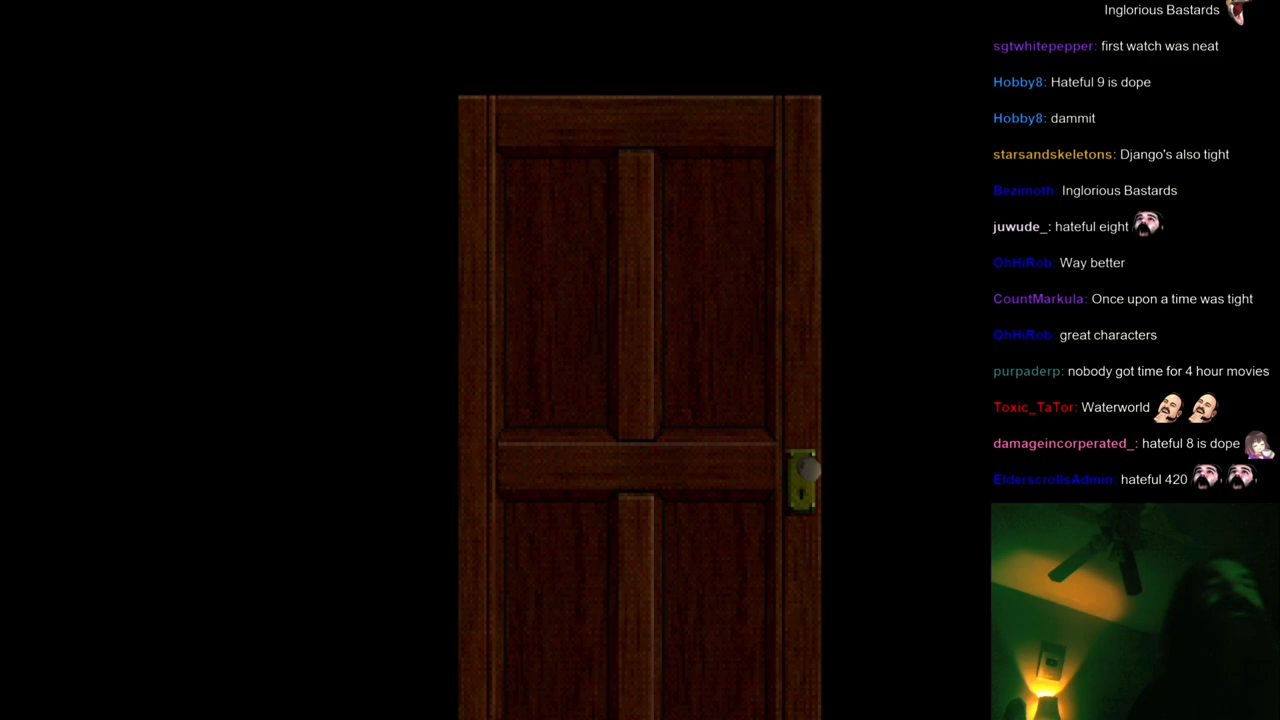 Inglorious Bastards
sgtwhitepepper: first watch was neat
Hobby8: Hateful 9 is dope
Hobby8: dammit
starsandskeletons: Django's also tight
Bezimoth: Inglorious Bastards
juwude_: hateful eight
OhHiRob: Way better
CountMarkula: Once upon a time was tight
OhHiRob: great characters
purpaderp: nobody got time for 4 hour movies
Toxic_TaTor: Waterworld
damageincorperated_: hateful 8 is dope
ElderscrollsAdmin: hateful 420